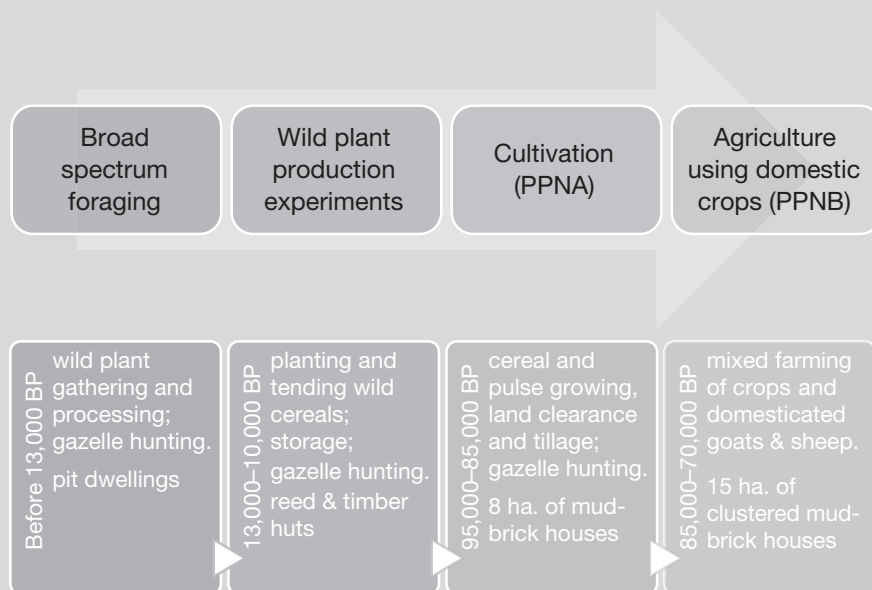 Broad
spectrum
foraging
Wild plant
production
experiments
Cultivation
(PPNA)
Agriculture
using domestic
crops (PPNB)
Before 13,000 BP
wild plant
gathering and
processing;
gazelle hunting.
pit dwellings
13,000–10,000 BP
planting and
tending wild
cereals;
storage;
gazelle hunting.
reed & timber
huts
95,000–85,000 BP
cereal and
pulse growing,
land clearance
and tillage;
gazelle hunting.
8 ha. of mud-
brick houses
85,000–70,000 BP
mixed farming
of crops and
domesticated
goats & sheep.
15 ha. of
clustered mud-
brick houses